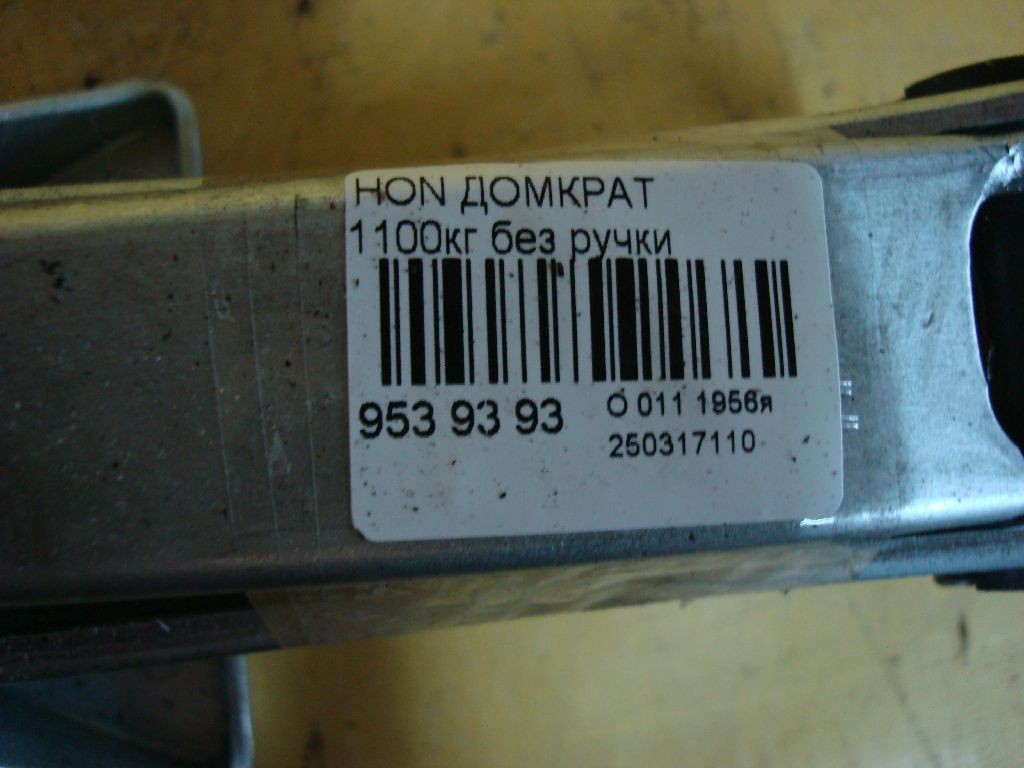 HON ДОМКРАТ
1100кг без ручки
953 93 93
О 011 1956я
250317110